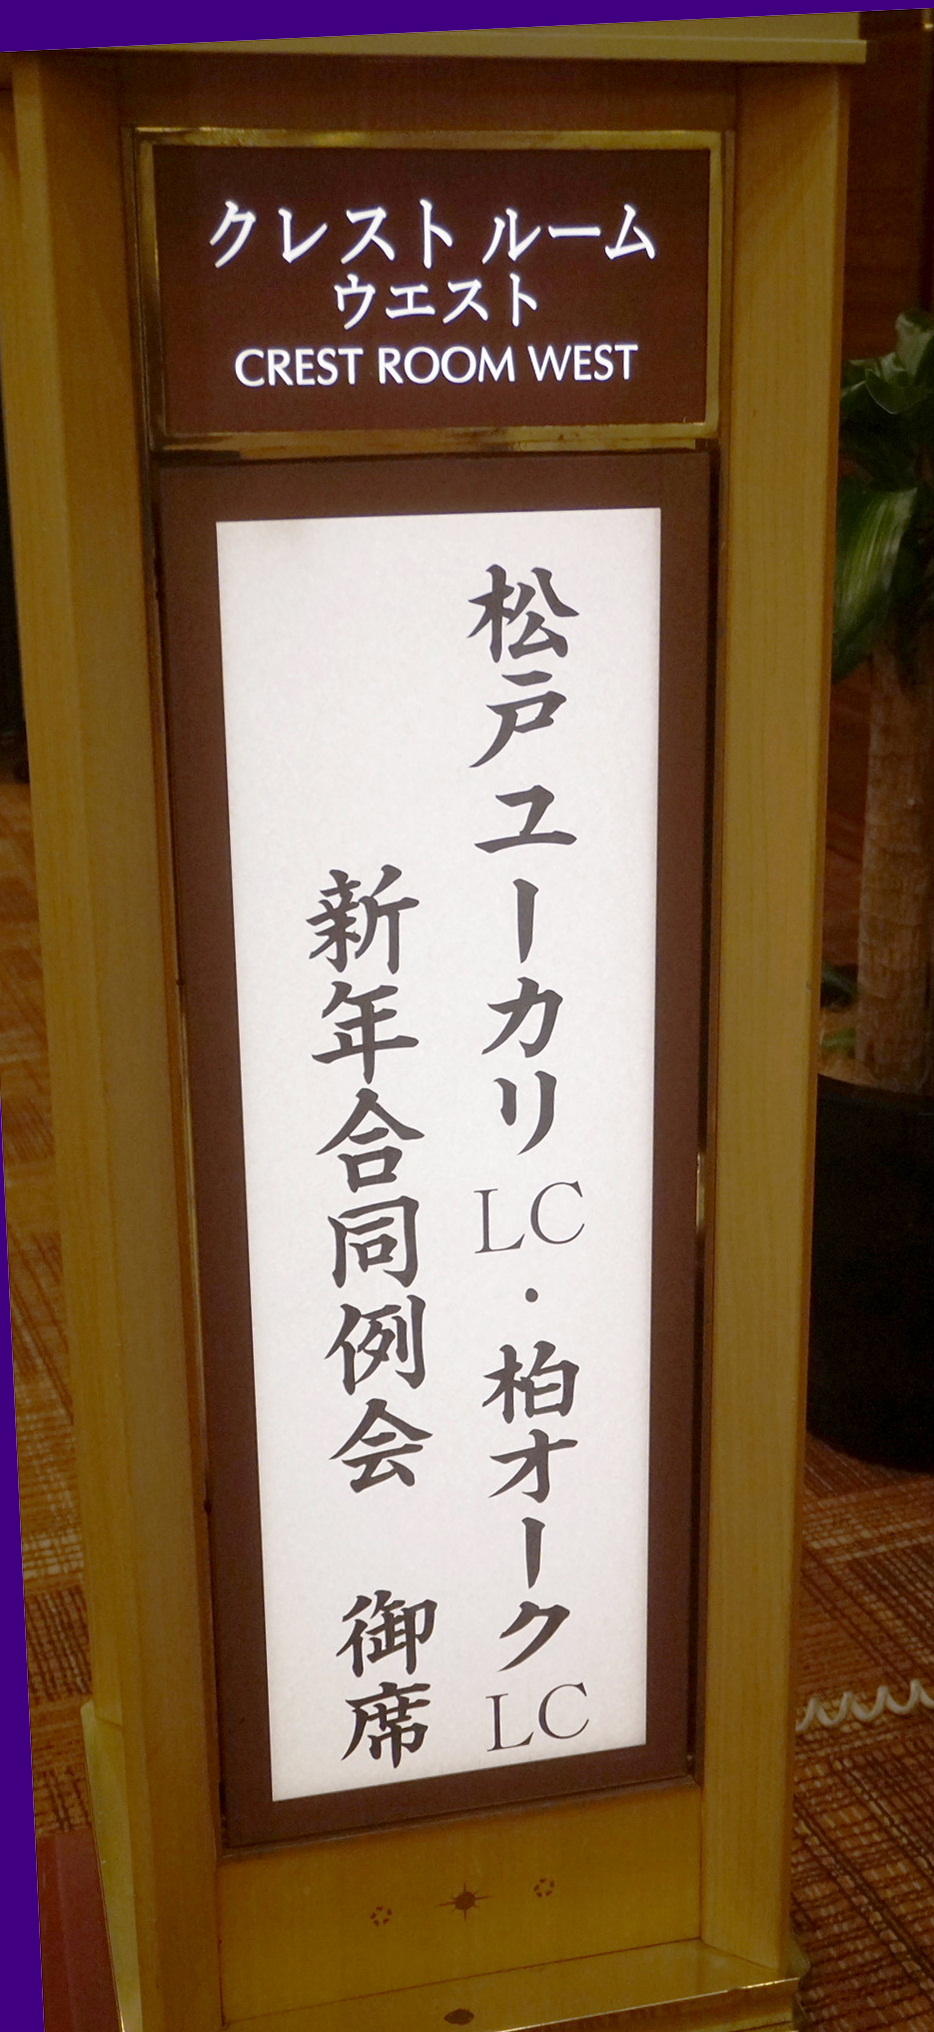 クレスト ルーム
ウエスト
CREST ROOM WEST
松戸ユーカリLC・柏オークLC
新年合同例会　御席